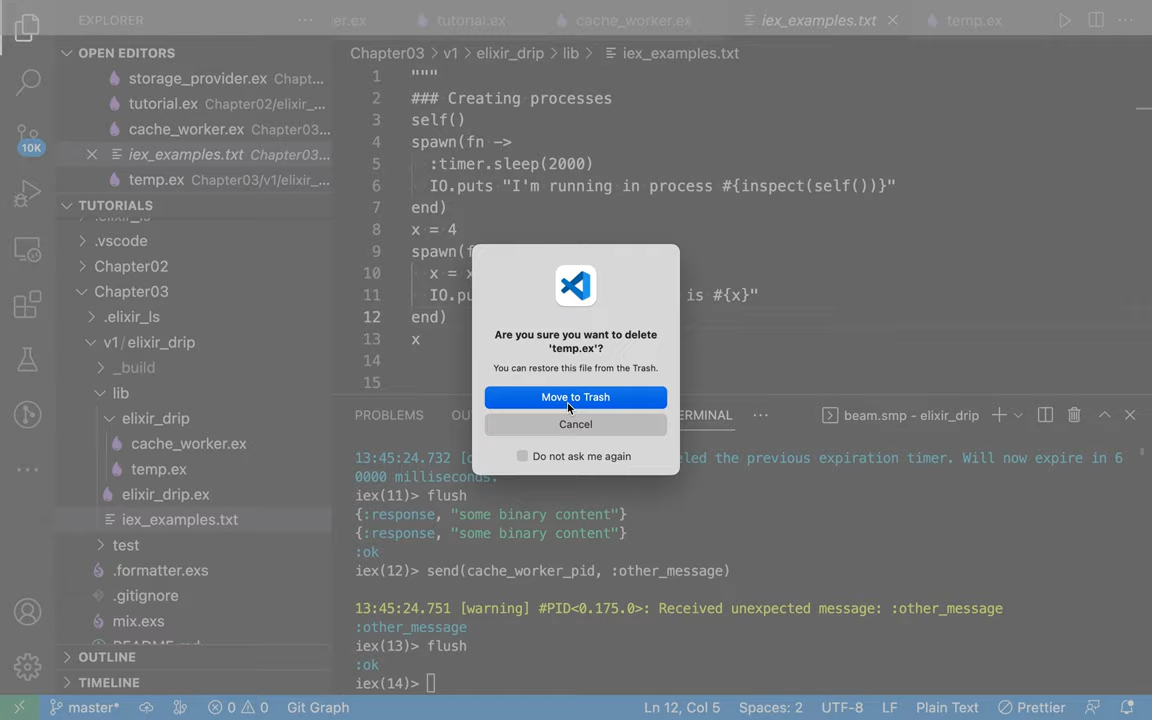 EXPLORER
er.ex
tutorial.ex
cache_worker.ex
iex_examples.txt
temp.ex
OPEN EDITORS
storage_provider.ex Chapt...
tutorial.ex Chapter02/elixir_...
cache_worker.ex Chapter03...
iex_examples.txt Chapter03...
temp.ex Chapter03/v1/elixir_...
10K
TUTORIALS
.elixir_ls
.vscode
Chapter02
Chapter03
.elixir_ls
v1/elixir_drip
_build
lib
elixir_drip
cache_worker.ex
temp.ex
elixir_drip.ex
iex_examples.txt
test
.formatter.exs
.gitignore
mix.exs
README.md
OUTLINE
TIMELINE
Chapter03 > v1 > elixir_drip > lib > iex_examples.txt
1 """
2 ### Creating processes
3 self()
4 spawn(fn ->
5 :timer.sleep(2000)
6 IO.puts "I'm running in process #{inspect(self())}"
7 end)
8 x = 4
9 spawn(f
10 x = x
11 IO.pu is #{x}"
12 end)
13 x
14
15
Are you sure you want to delete
'temp.ex'?
You can restore this file from the Trash.
Move to Trash
Cancel
Do not ask me again
PROBLEMS
OU
ERMINAL
beam.smp - elixir_drip
13:45:24.732 [ eled the previous expiration timer. Will now expire in 6
0000 milliseconds.
iex(11)> flush
{:response, "some binary content"}
{:response, "some binary content"}
:ok
iex(12)> send(cache_worker_pid, :other_message)
13:45:24.751 [warning] #PID<0.175.0>: Received unexpected message: :other_message
:other_message
iex(13)> flush
:ok
iex(14)>
master*
0
0
Git Graph
Ln 12, Col 5
Spaces: 2
UTF-8
LF
Plain Text
Prettier